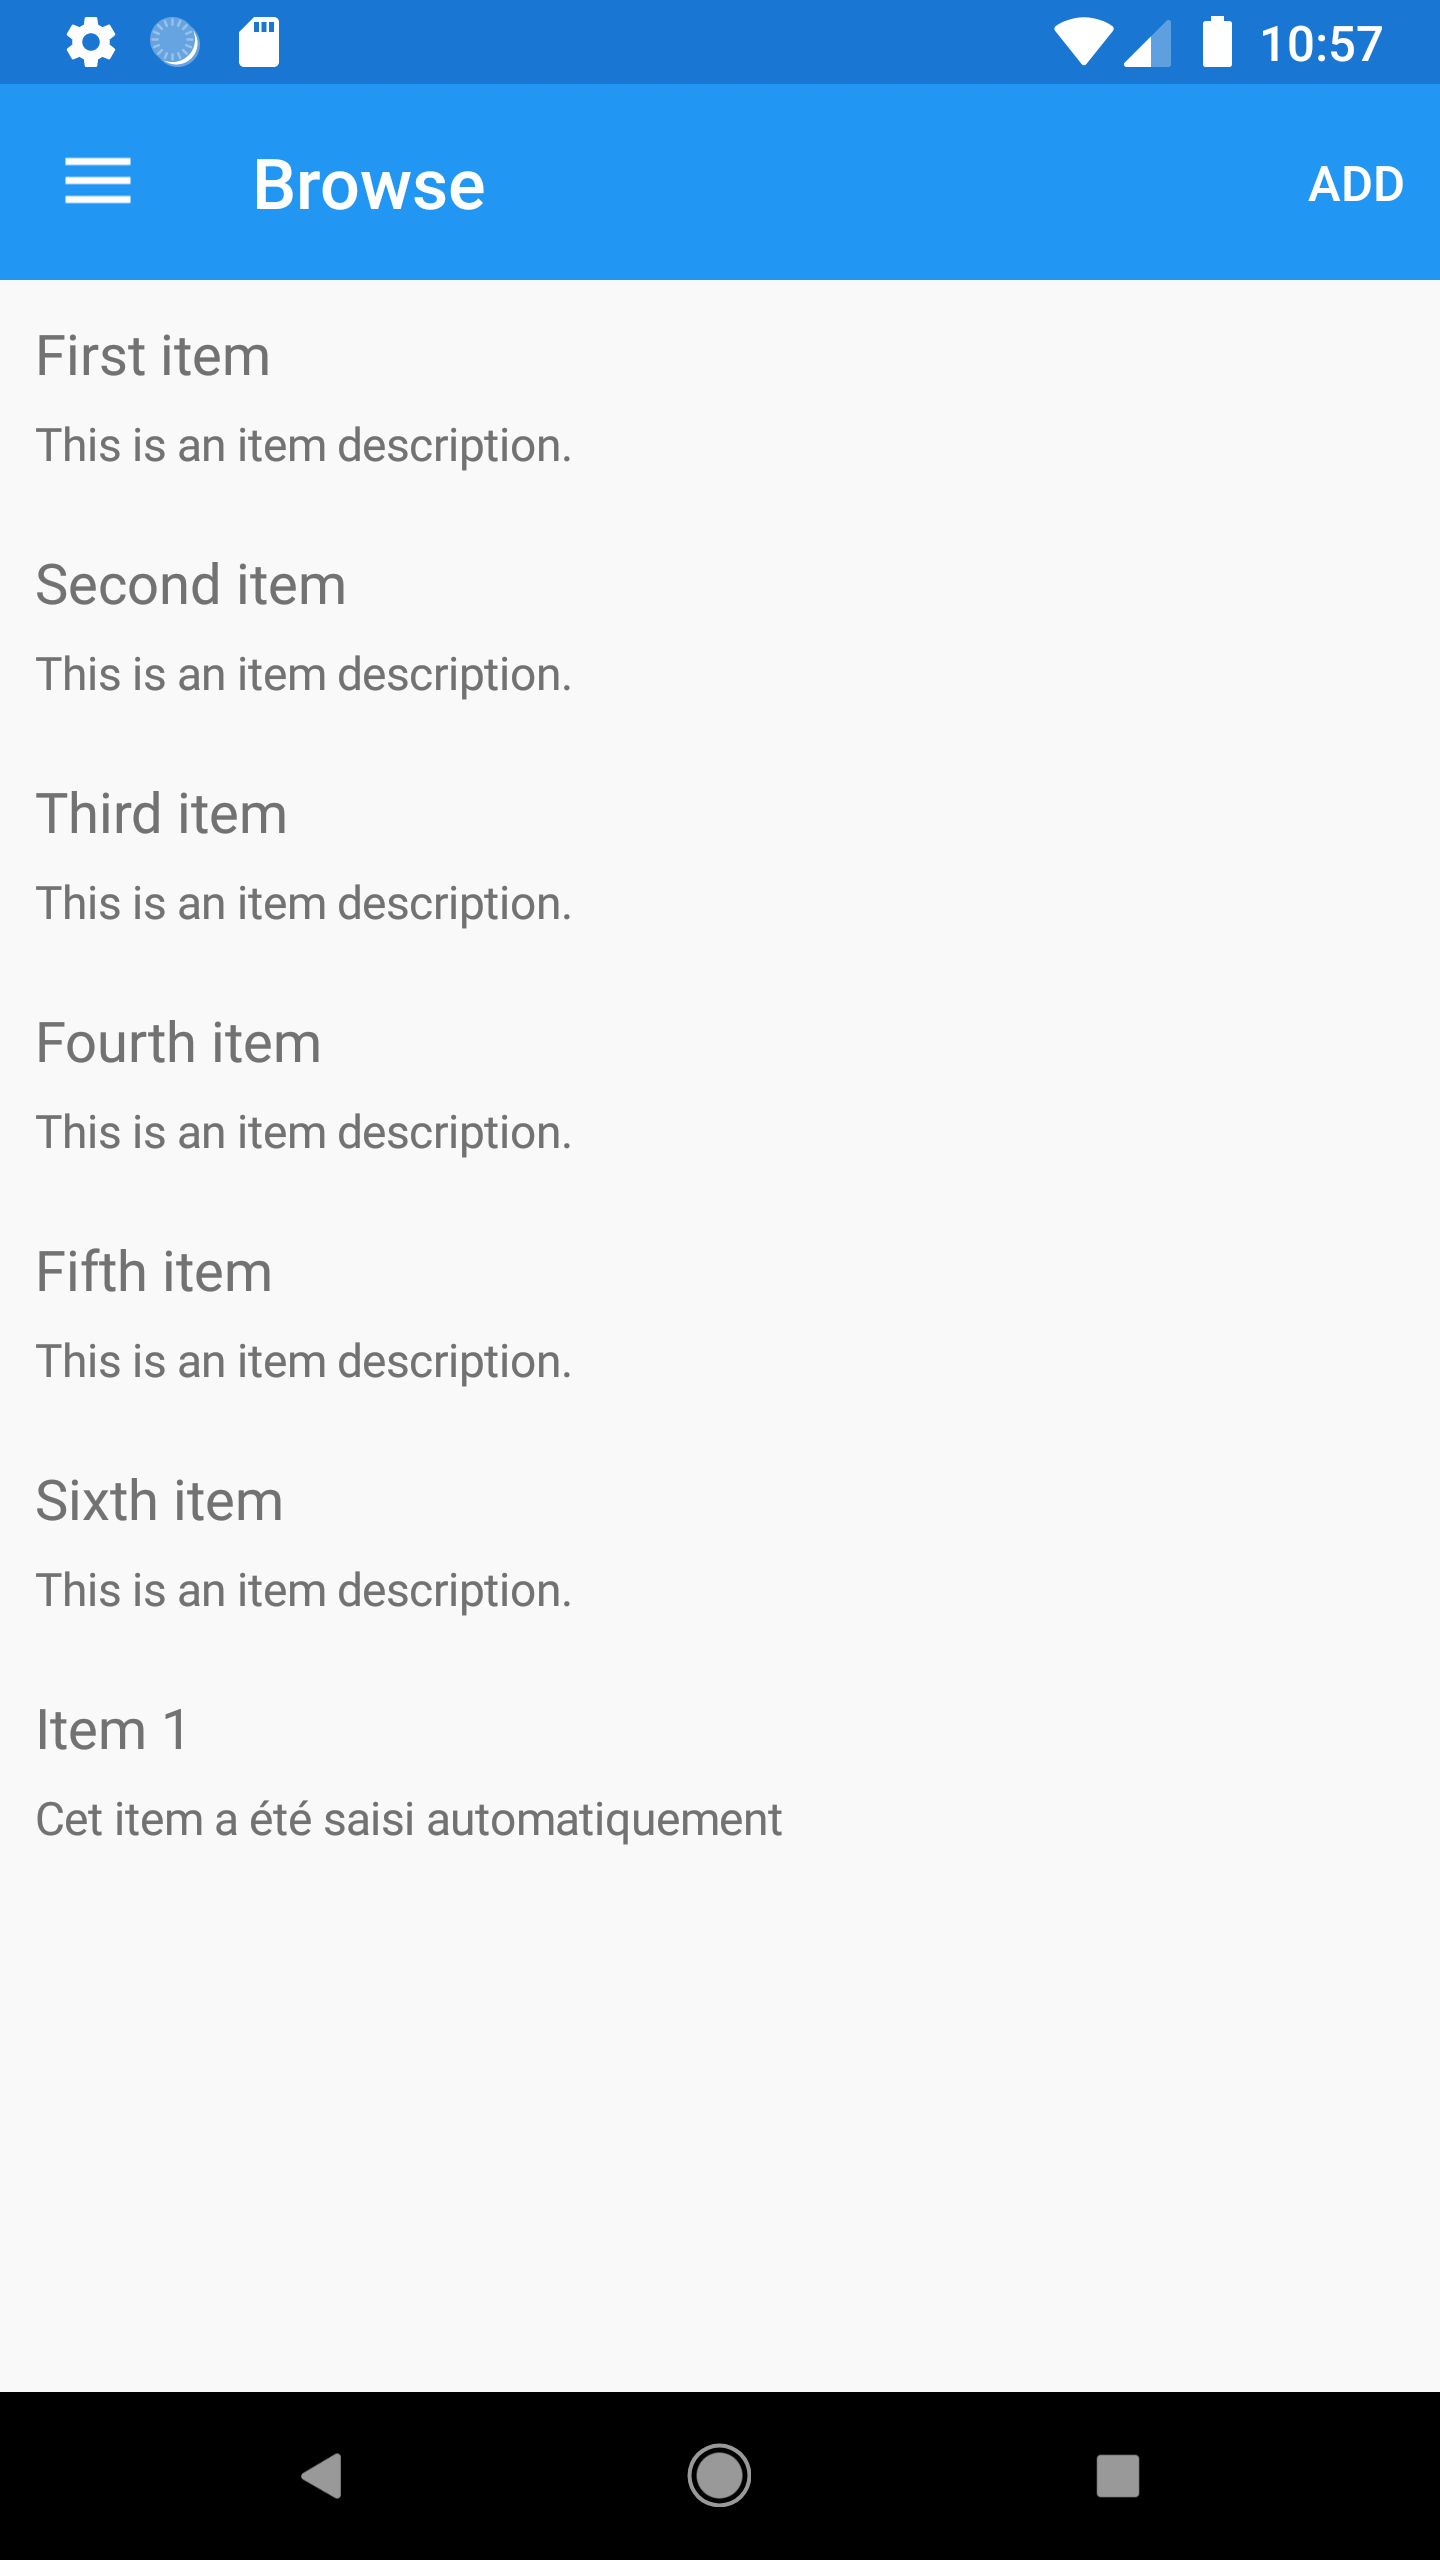 10:57
Browse
ADD
First item
This is an item description.
Second item
This is an item description.
Third item
This is an item description.
Fourth item
This is an item description.
Fifth item
This is an item description.
Sixth item
This is an item description.
Item 1
Cet item a été saisi automatiquement